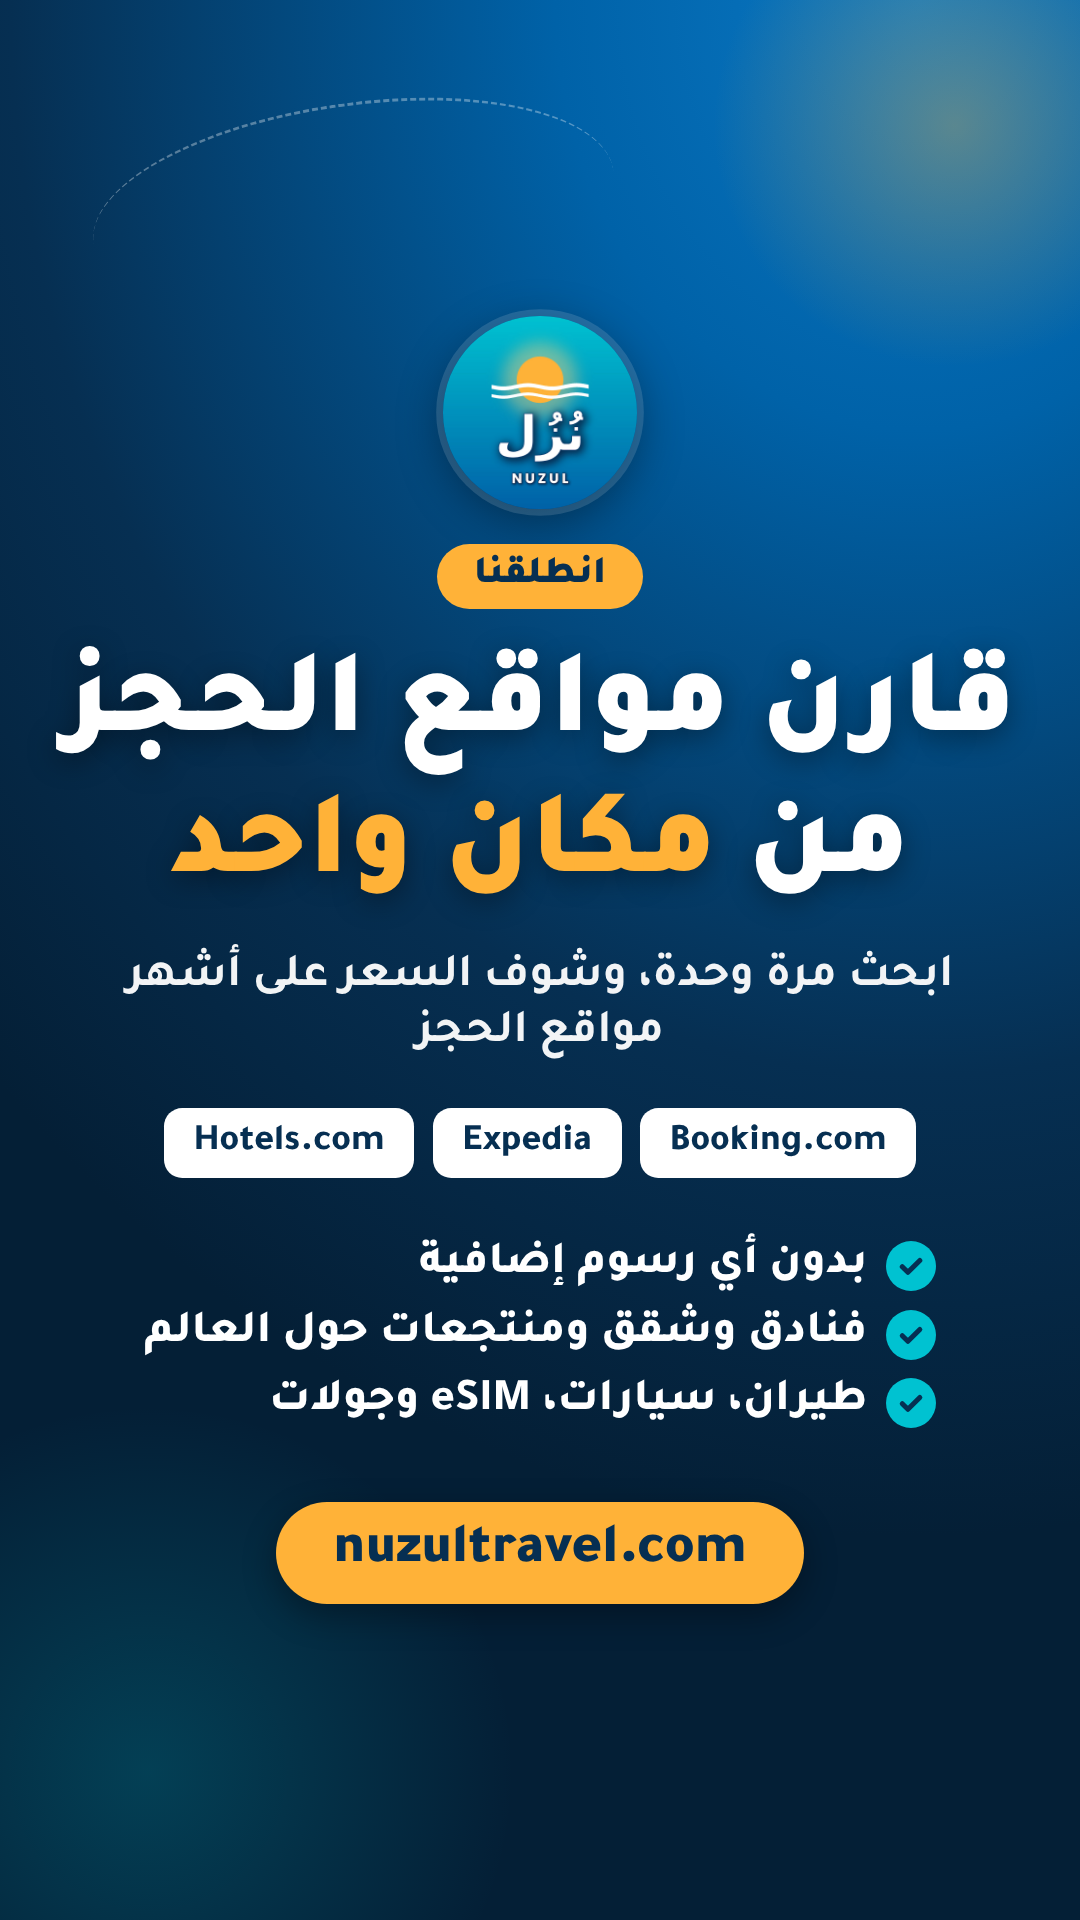 نُزُل
NUZUL
انطلقنا
قارن مواقع الحجز
من مكان واحد
ابحث مرة وحدة، وشوف السعر على أشهر
مواقع الحجز
Booking.com Expedia Hotels.com
بدون أي رسوم إضافية
فنادق وشقق ومنتجعات حول العالم
طيران، سيارات، eSIM وجولات
nuzultravel.com